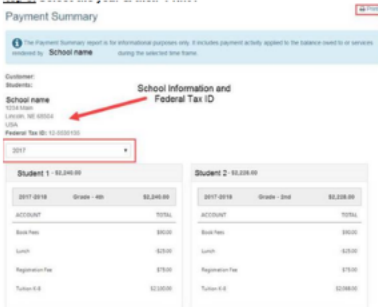 Payment Summary
Print
The Payment Summary report is for informational purposes only. It includes payment activity applied to the balance owed to or services
rendered by School name during the selected time frame.
Customer:
Students:
School Information and
Federal Tax ID
School name
1234 Main
Lincoln, NE 68504
USA
Federal Tax ID:
2017
Student 1 - $2,240.00
2017-2018 Grade - 4th $2,240.00
ACCOUNT TOTAL
Book Fees $90.00
Lunch -$25.00
Registration Fee $75.00
Tuition K-8 $2,100.00
Student 2 - $2,228.00
2017-2018 Grade - 2nd $2,228.00
ACCOUNT TOTAL
Book Fees $90.00
Lunch -$25.00
Registration Fee $75.00
Tuition K-8